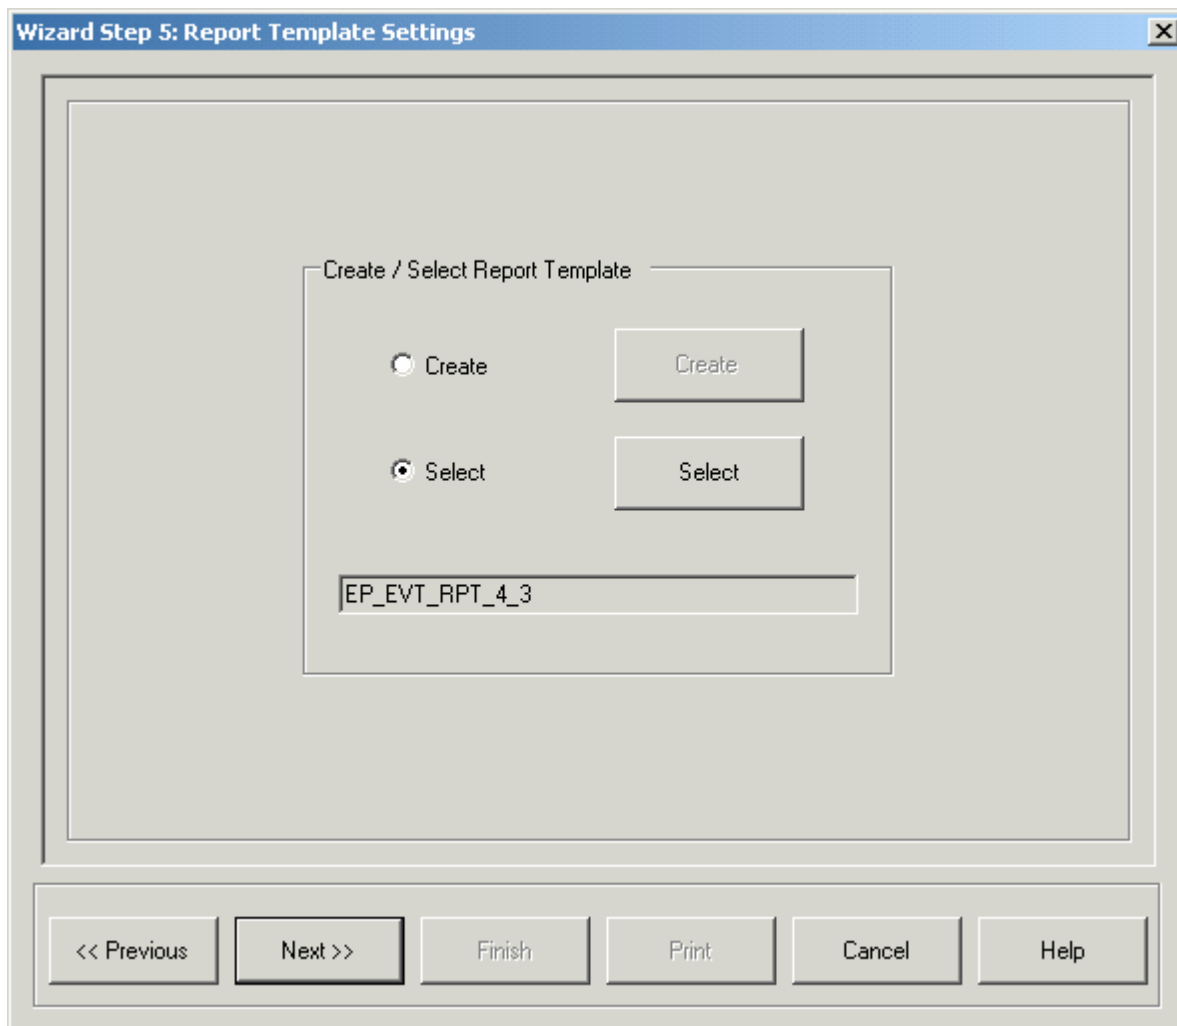 Wizard Step 5: Report Template Settings
Create / Select Report Template
Create Create
Select Select
EP_EVT_RPT_4_3
<< Previous Next >> Finish Print Cancel Help